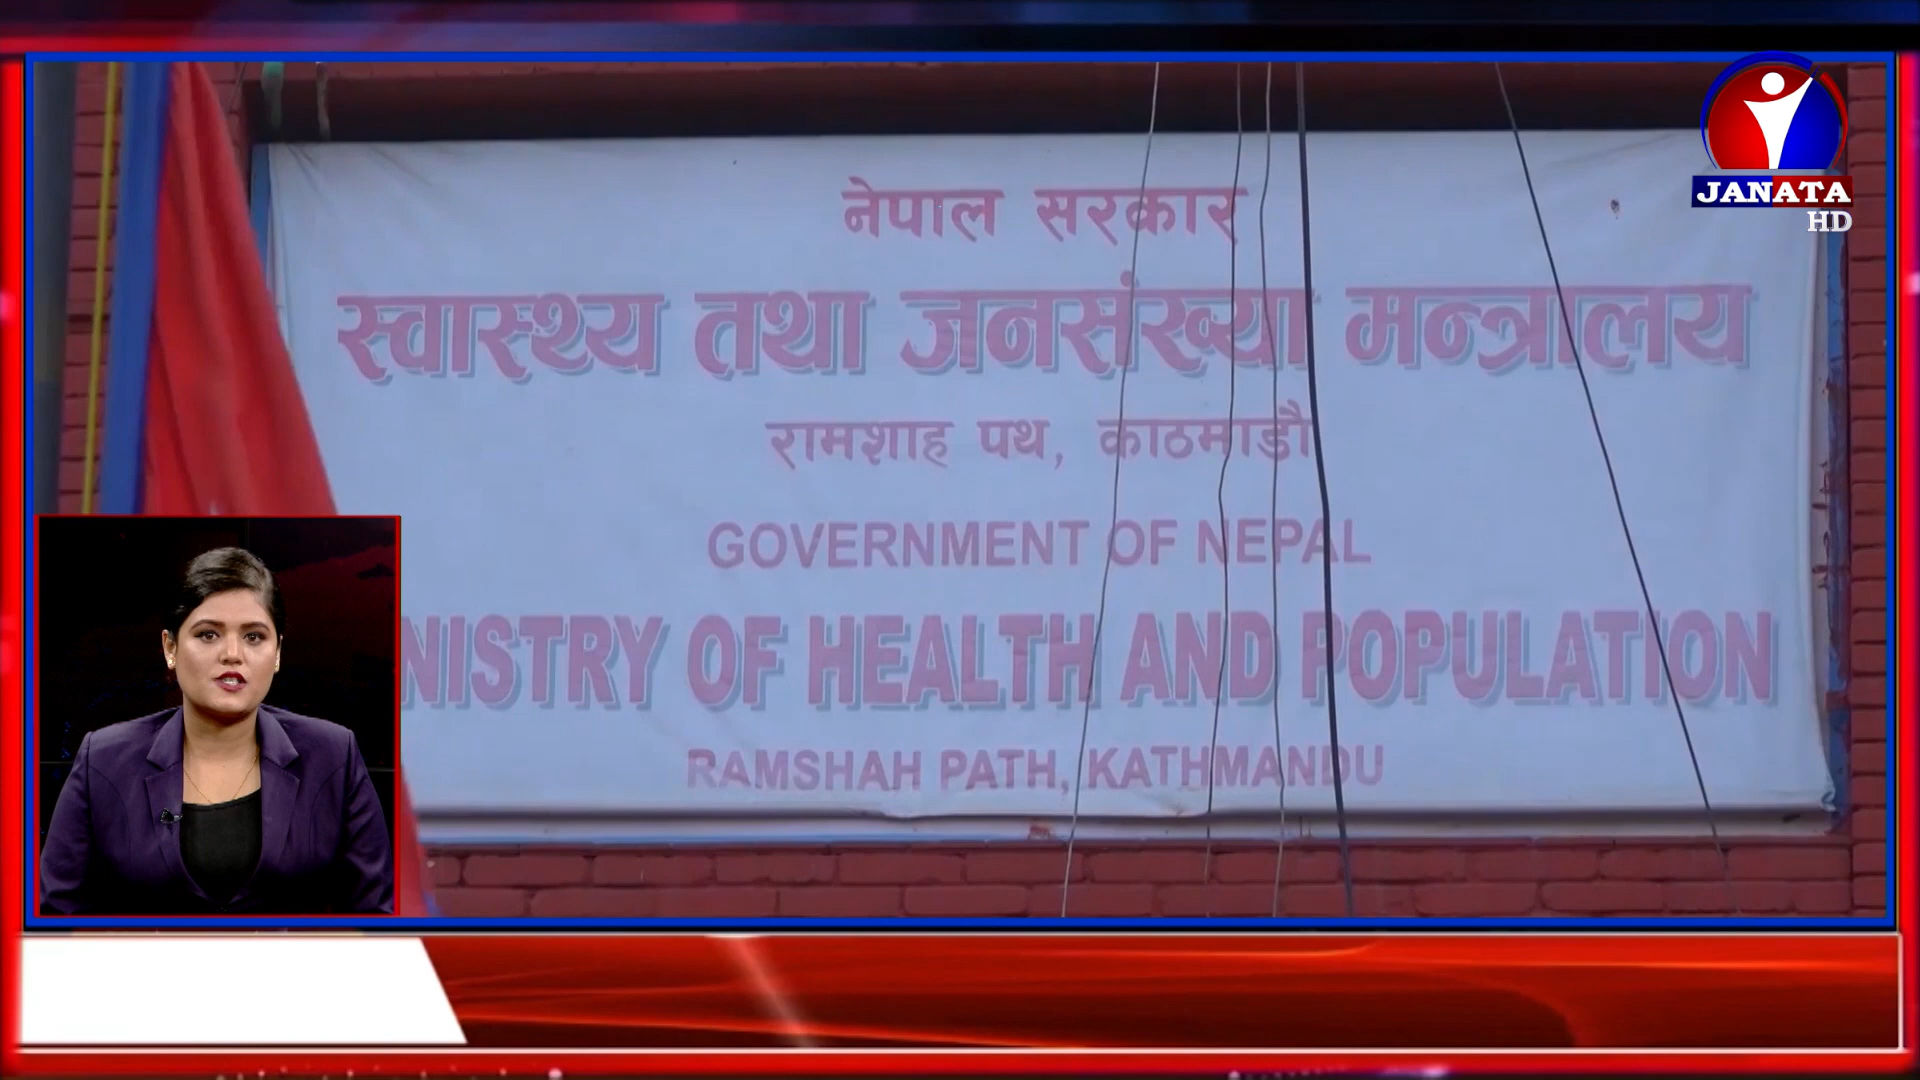 JANATA
HD
नेपाल सरकार
स्वास्थ्य तथा जनसंख्या मन्त्रालय
रामशाह पथ, काठमाडौं
GOVERNMENT OF NEPAL
NISTRY OF HEALTH AND POPULATION
RAMSHAH PATH, KATHMANDU